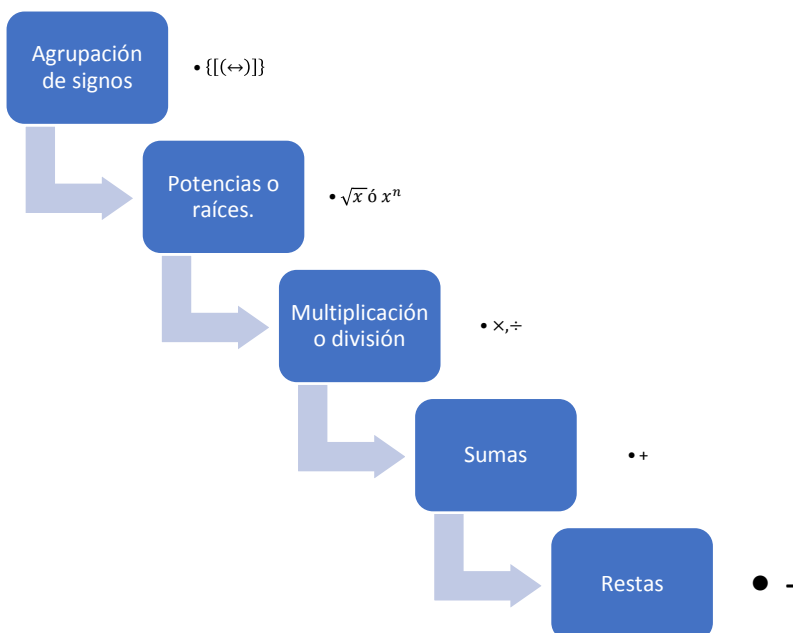 Agrupación
de signos
• {[(↔)]}
Potencias o
raíces.
• √x ó xⁿ
Multiplicación
o división
• ×,÷
Sumas
• +
Restas
• -